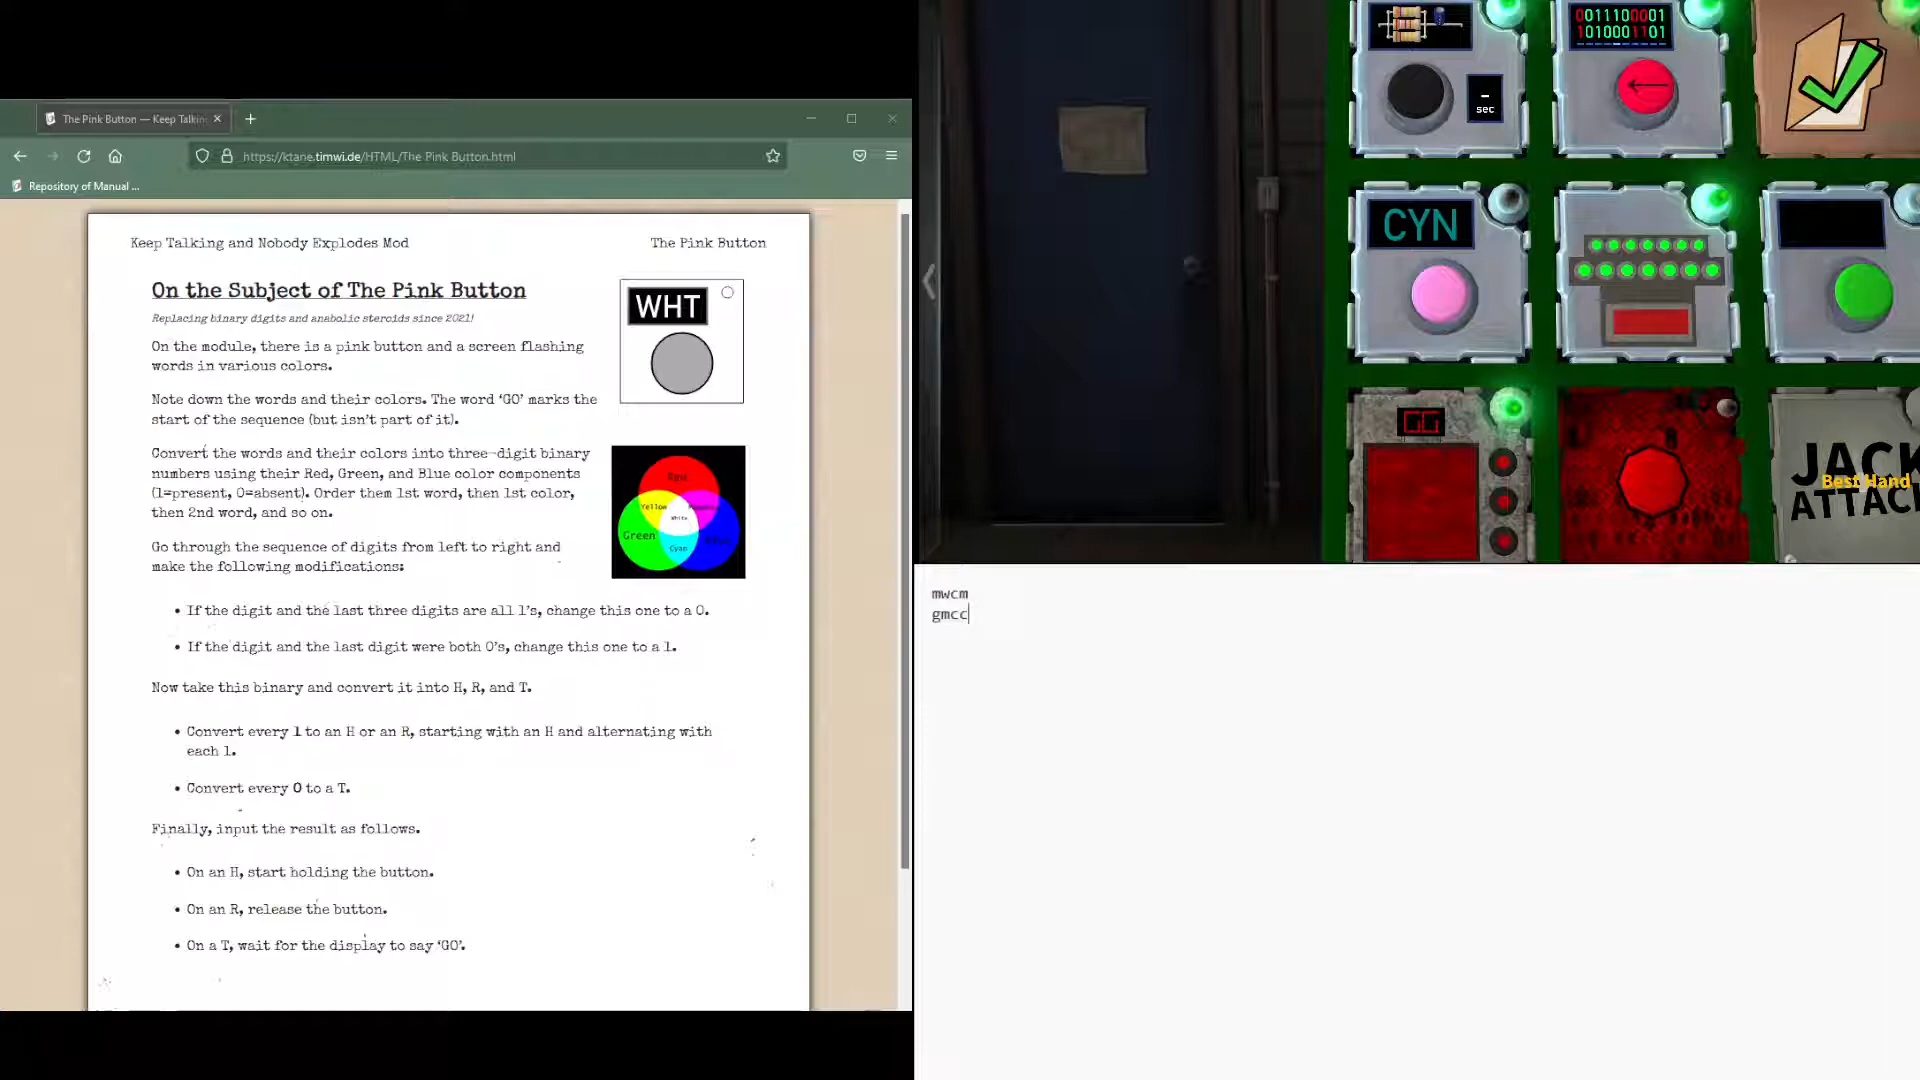 The Pink Button — Keep Talkin
https://ktane.timwi.de/HTML/The Pink Button.html
Repository of Manual ...
Keep Talking and Nobody Explodes Mod
The Pink Button
On the Subject of The Pink Button
Replacing binary digits and anabolic steroids since 2021!
On the module, there is a pink button and a screen flashing
words in various colors.
Note down the words and their colors. The word ‘GO’ marks the
start of the sequence (but isn’t part of it).
Convert the words and their colors into three-digit binary
numbers using their Red, Green, and Blue color components
(1=present, 0=absent). Order them 1st word, then 1st color,
then 2nd word, and so on.
Go through the sequence of digits from left to right and
make the following modifications:
• If the digit and the last three digits are all 1’s, change this one to a 0.
• If the digit and the last digit were both 0’s, change this one to a 1.
Now take this binary and convert it into H, R, and T.
• Convert every 1 to an H or an R, starting with an H and alternating with
each 1.
• Convert every 0 to a T.
Finally, input the result as follows.
• On an H, start holding the button.
• On an R, release the button.
• On a T, wait for the display to say ‘GO’.
WHT
Red
Yellow
White
Green
Cyan
-
sec
0011100001
1010001101
CYN
GG
JACK
Best Hand
ATTACK
mwcm
gmcc